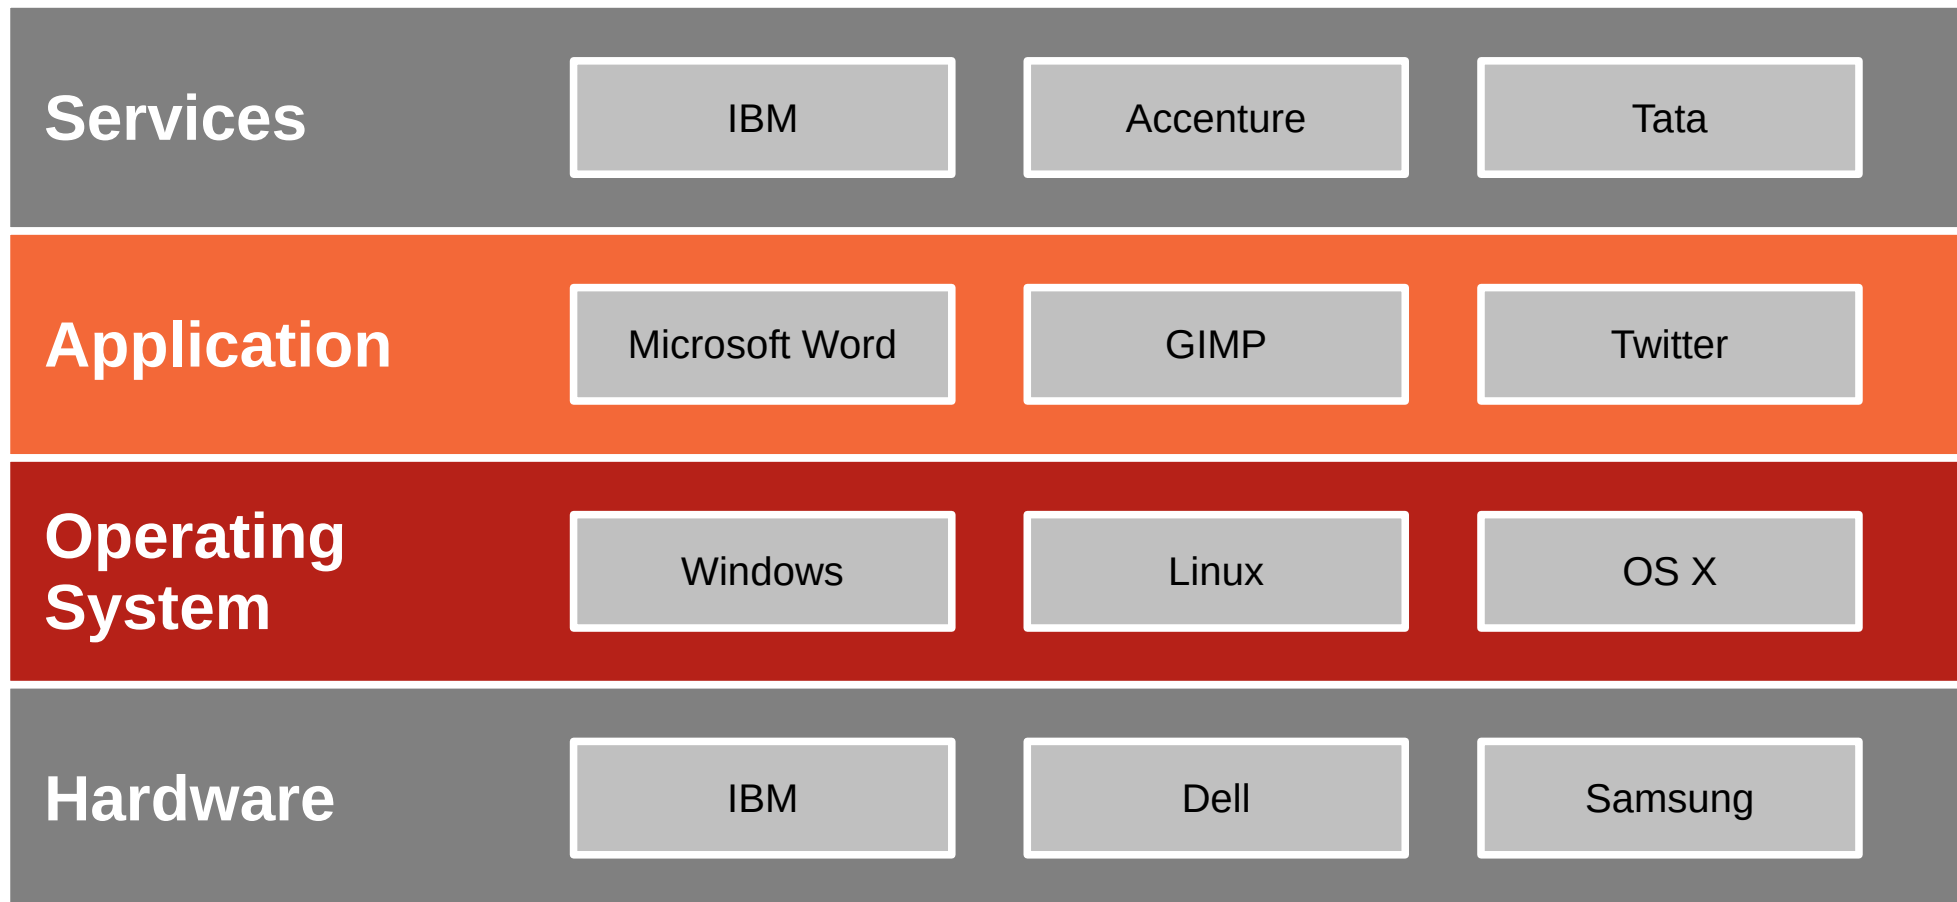 Services
IBM
Accenture
Tata
Application
Microsoft Word
GIMP
Twitter
Operating
System
Windows
Linux
OS X
Hardware
IBM
Dell
Samsung